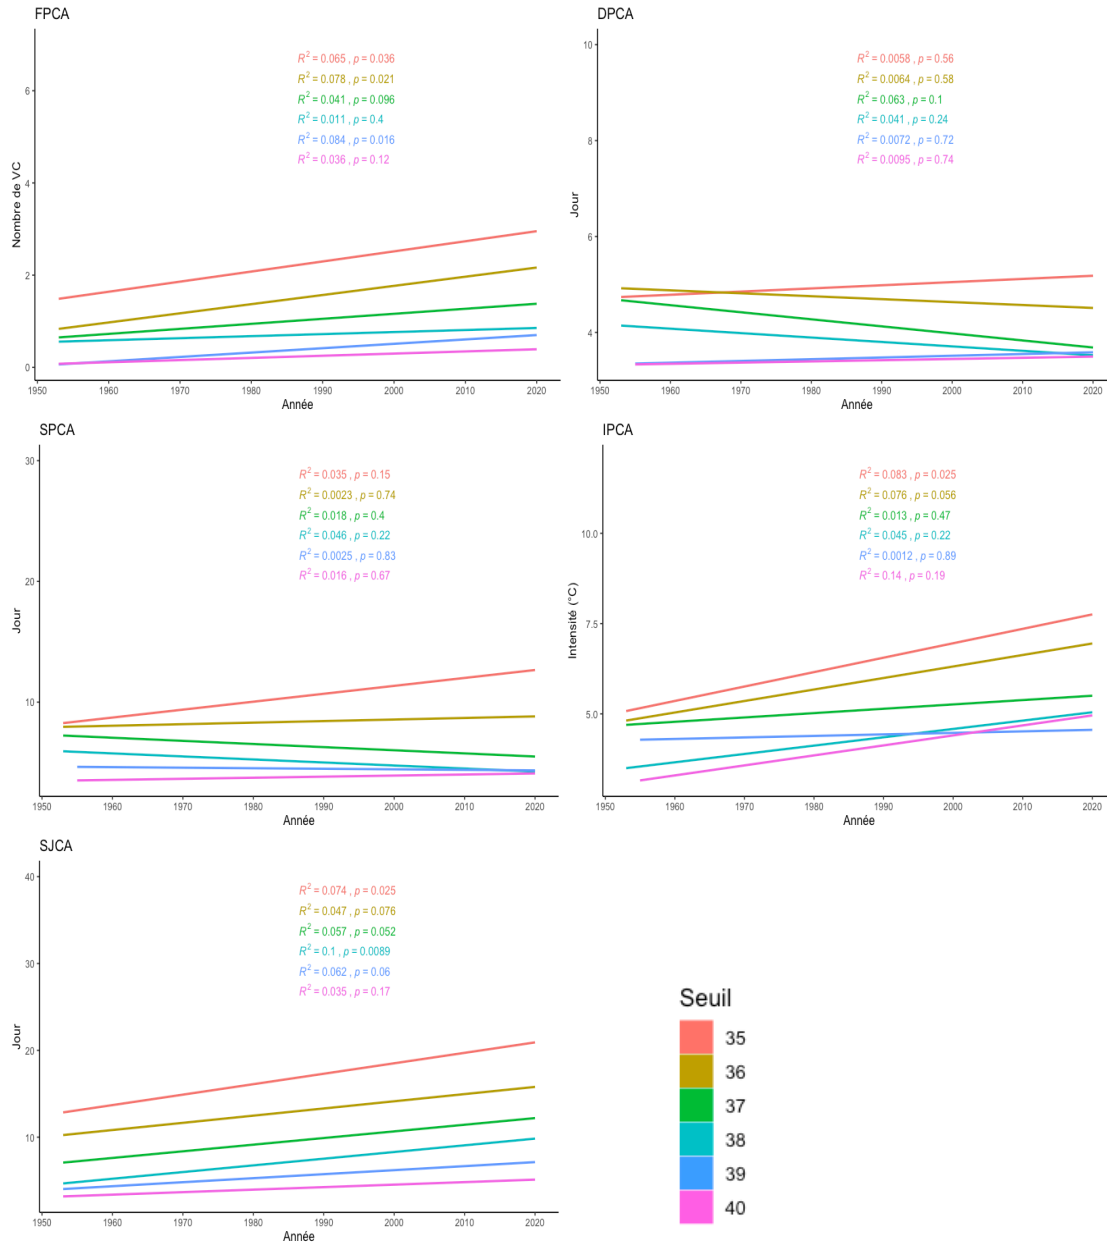 FPCA
R² = 0.065 , p = 0.036
R² = 0.078 , p = 0.021
R² = 0.041 , p = 0.096
R² = 0.011 , p = 0.4
R² = 0.084 , p = 0.016
R² = 0.036 , p = 0.12
Nombre de VC
6
4
2
0
1950 1960 1970 1980 1990 2000 2010 2020
Année
DPCA
R² = 0.0058 , p = 0.56
R² = 0.0064 , p = 0.58
R² = 0.063 , p = 0.1
R² = 0.041 , p = 0.24
R² = 0.0072 , p = 0.72
R² = 0.0095 , p = 0.74
Jour
10
8
6
4
1950 1960 1970 1980 1990 2000 2010 2020
Année
SPCA
R² = 0.035 , p = 0.15
R² = 0.0023 , p = 0.74
R² = 0.018 , p = 0.4
R² = 0.046 , p = 0.22
R² = 0.0025 , p = 0.83
R² = 0.016 , p = 0.67
Jour
30
20
10
1950 1960 1970 1980 1990 2000 2010 2020
Année
IPCA
R² = 0.083 , p = 0.025
R² = 0.076 , p = 0.056
R² = 0.013 , p = 0.47
R² = 0.045 , p = 0.22
R² = 0.0012 , p = 0.89
R² = 0.14 , p = 0.19
Intensité (°C)
10.0
7.5
5.0
1950 1960 1970 1980 1990 2000 2010 2020
Année
SJCA
R² = 0.074 , p = 0.025
R² = 0.047 , p = 0.076
R² = 0.057 , p = 0.052
R² = 0.1 , p = 0.0089
R² = 0.062 , p = 0.06
R² = 0.035 , p = 0.17
Jour
40
30
20
10
1950 1960 1970 1980 1990 2000 2010 2020
Année
Seuil
35
36
37
38
39
40